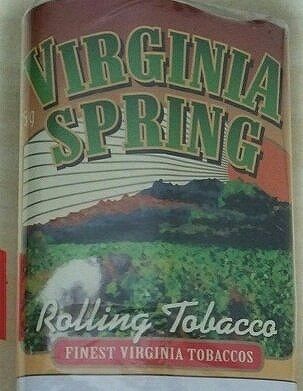 VIRGINIA
SPRING
Rolling Tobacco
FINEST VIRGINIA TOBACCOS